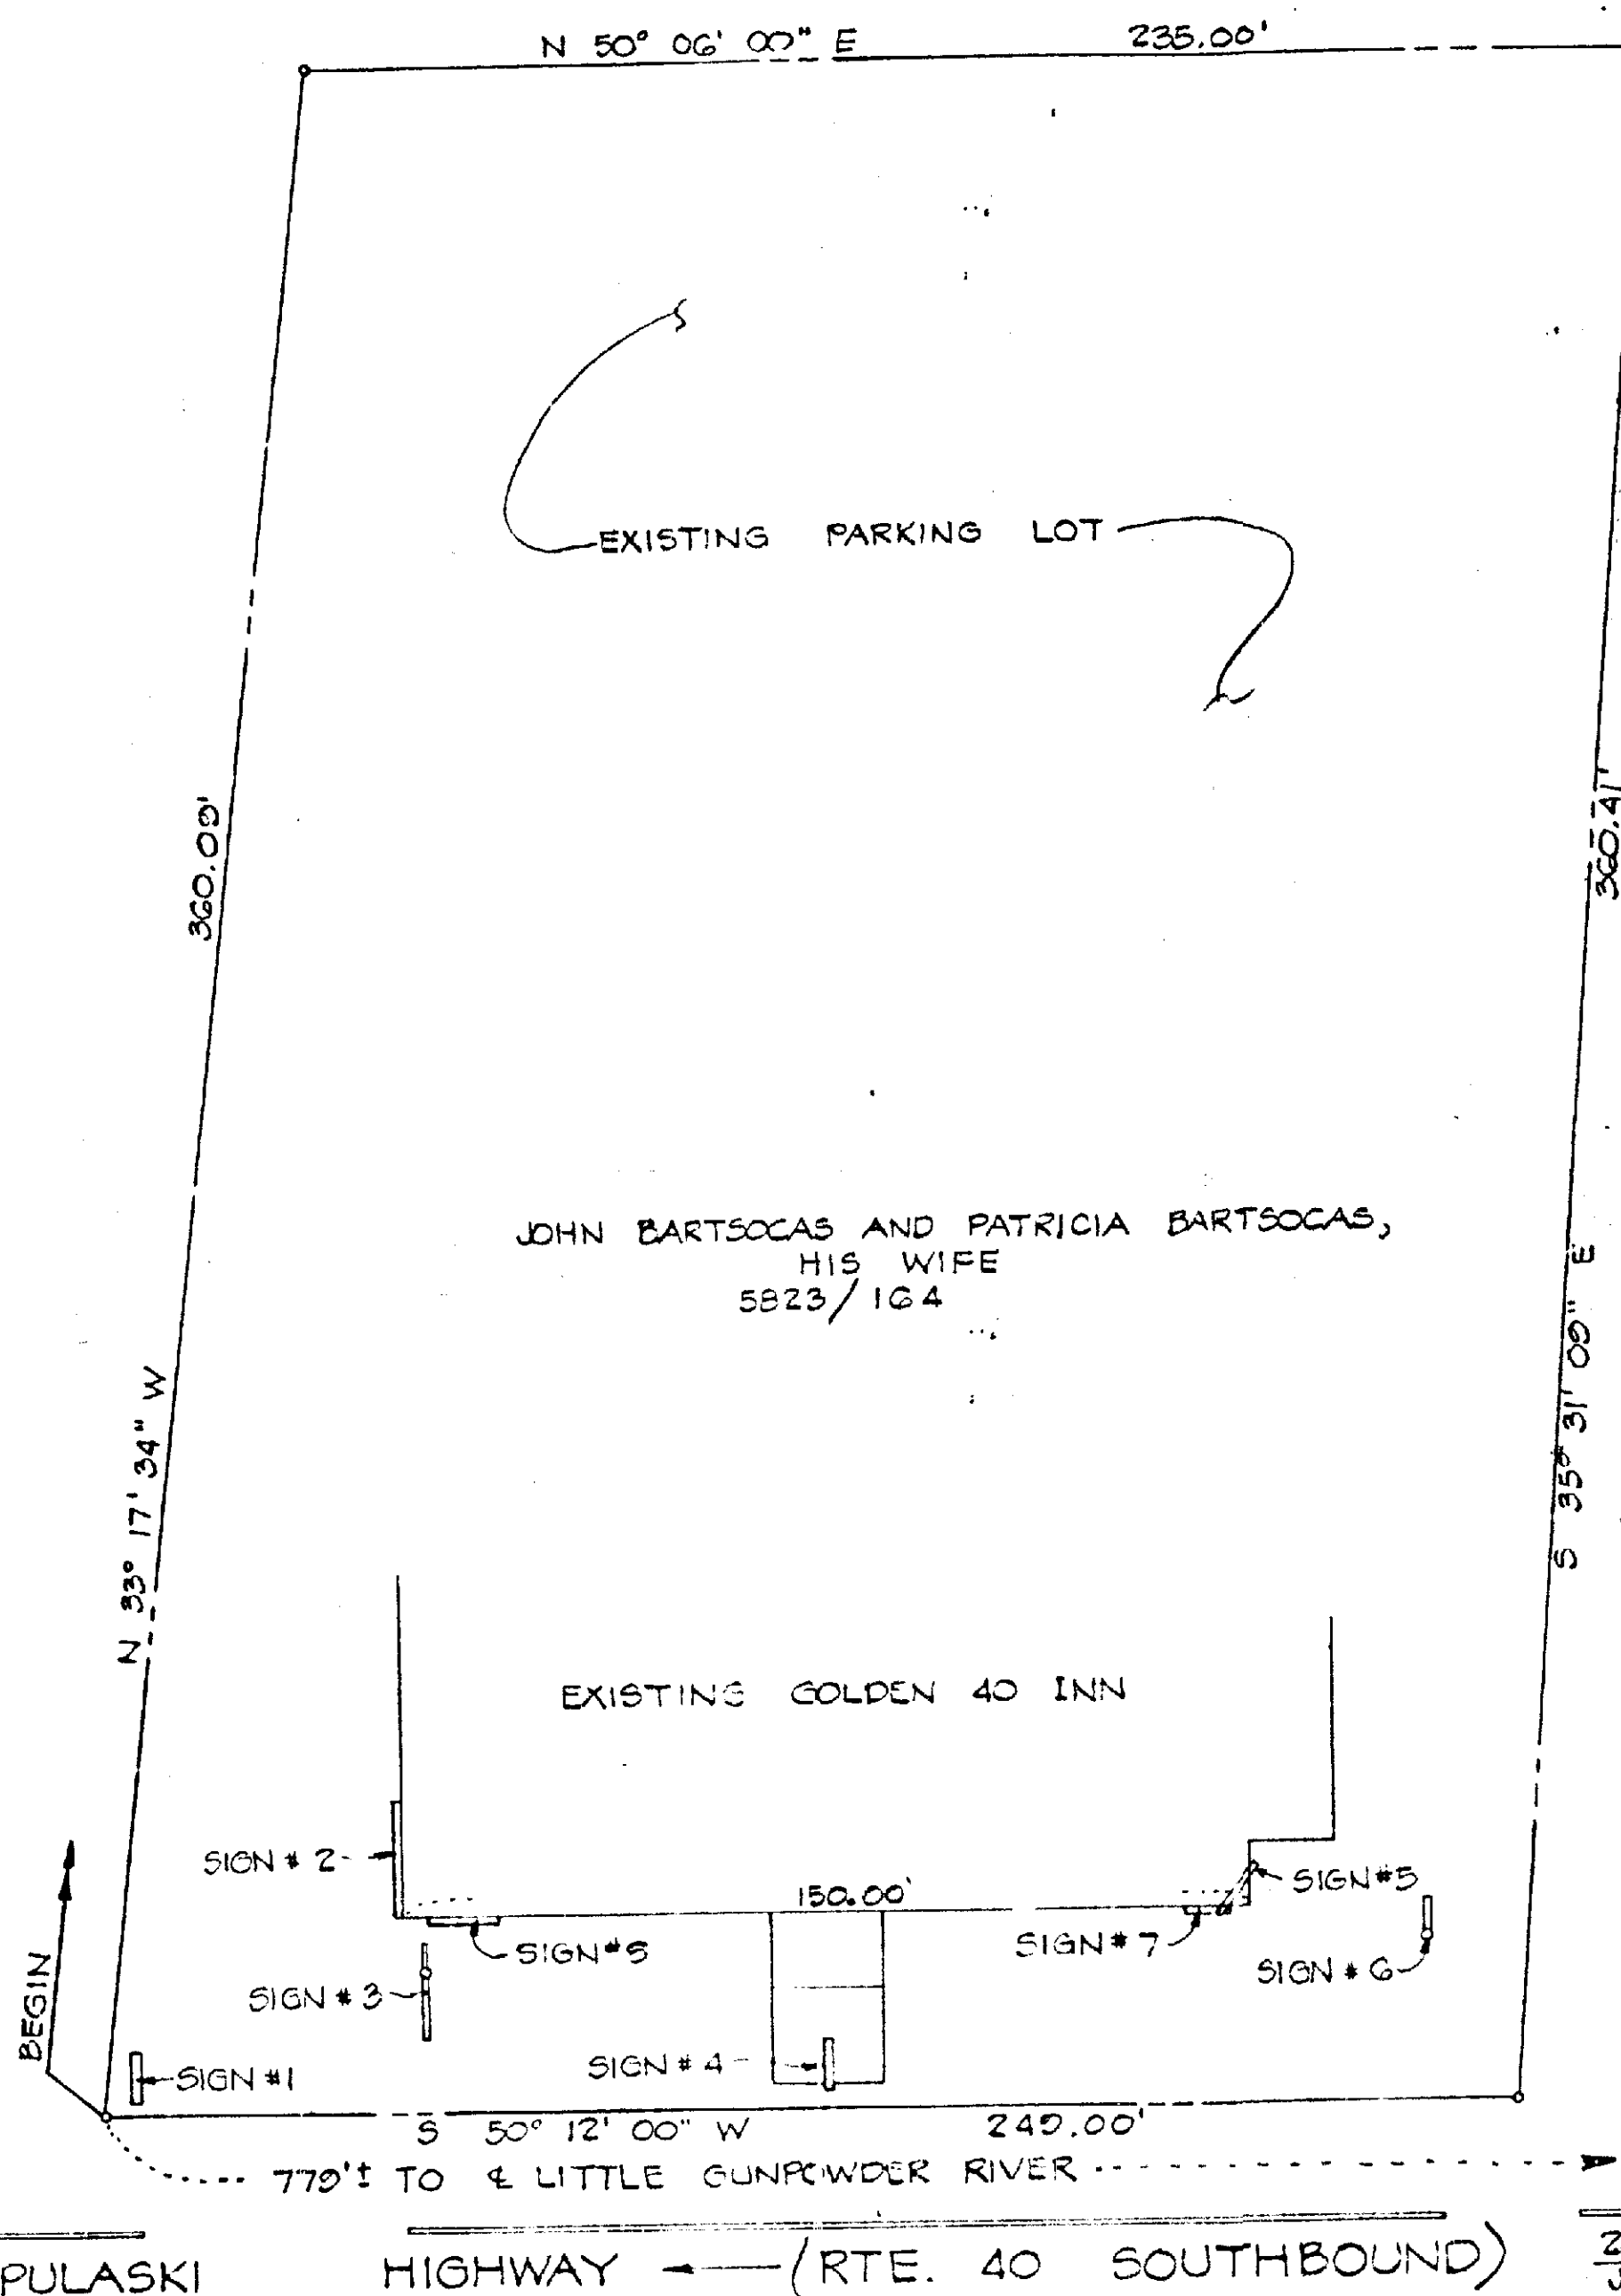 N 50° 06' 00" E 235.00'
EXISTING PARKING LOT
360.00'
360.41'
JOHN BARTSOCAS AND PATRICIA BARTSOCAS,
HIS WIFE
5823/164
N 33° 17' 34" W
S 35° 31' 09" E
EXISTING GOLDEN 40 INN
SIGN # 2
150.00'
SIGN #5
SIGN #5
SIGN # 7
SIGN # 6
SIGN # 3
BEGIN
SIGN #1
SIGN # 4
S 50° 12' 00" W 249.00'
779'± TO ℄ LITTLE GUNPOWDER RIVER
PULASKI HIGHWAY (RTE. 40 SOUTHBOUND)